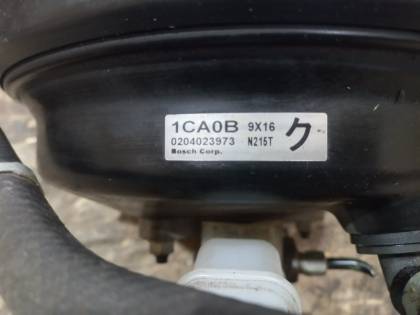 1CA0B 9X16 ク
0204023973 N215T
Bosch Corp.